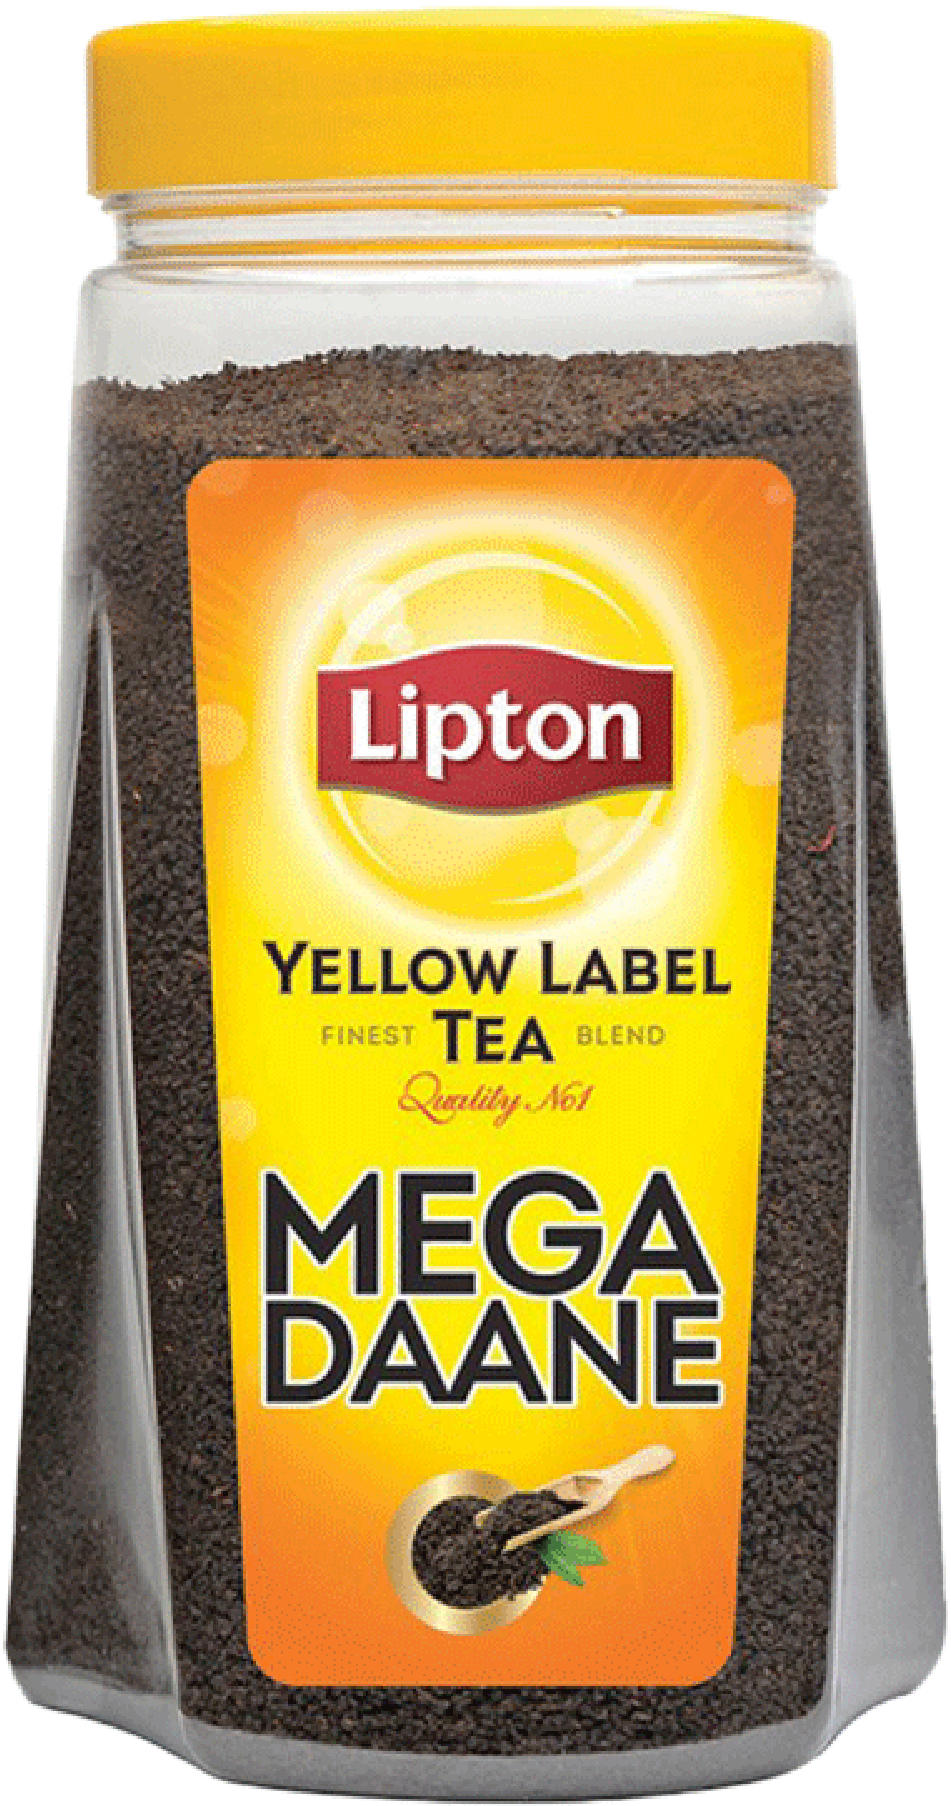 Lipton
YELLOW LABEL
FINEST TEA BLEND
Quality No1
MEGA
DAANE